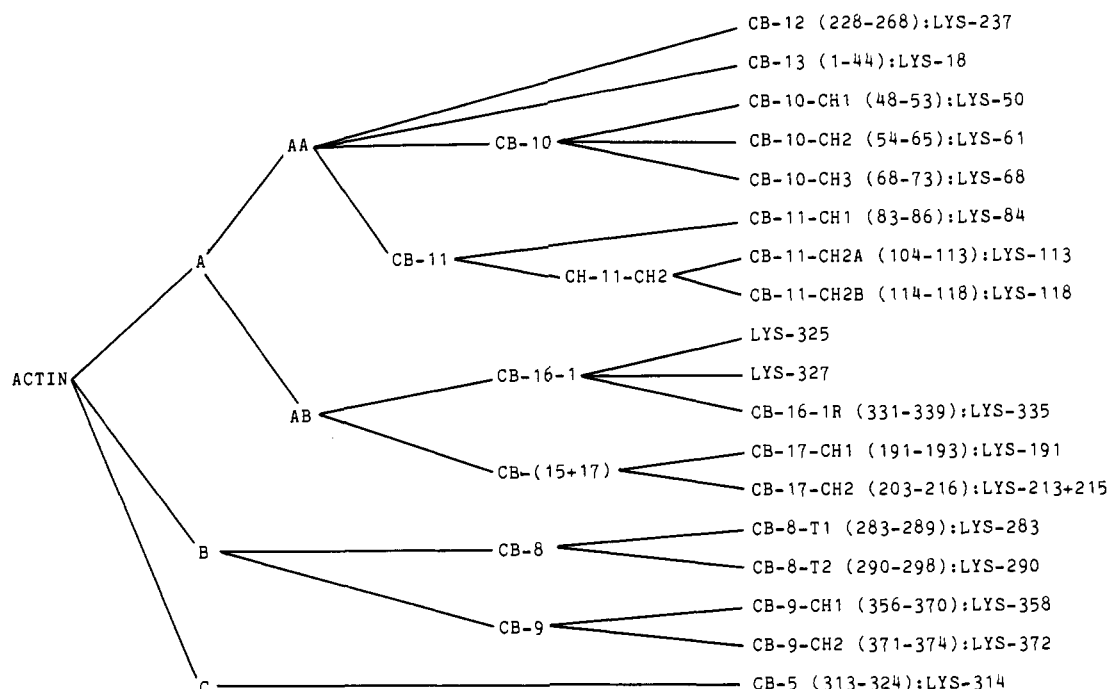 CB-12 (228-268):LYS-237
CB-13 (1-44):LYS-18
CB-10-CH1 (48-53):LYS-50
AA
CB-10
CB-10-CH2 (54-65):LYS-61
CB-10-CH3 (68-73):LYS-68
CB-11-CH1 (83-86):LYS-84
A
CB-11
CH-11-CH2
CB-11-CH2A (104-113):LYS-113
CB-11-CH2B (114-118):LYS-118
LYS-325
ACTIN
CB-16-1
LYS-327
AB
CB-16-1R (331-339):LYS-335
CB-17-CH1 (191-193):LYS-191
CB-(15+17)
CB-17-CH2 (203-216):LYS-213+215
CB-8-T1 (283-289):LYS-283
B
CB-8
CB-8-T2 (290-298):LYS-290
CB-9-CH1 (356-370):LYS-358
CB-9
CB-9-CH2 (371-374):LYS-372
C
CB-5 (313-324):LYS-314